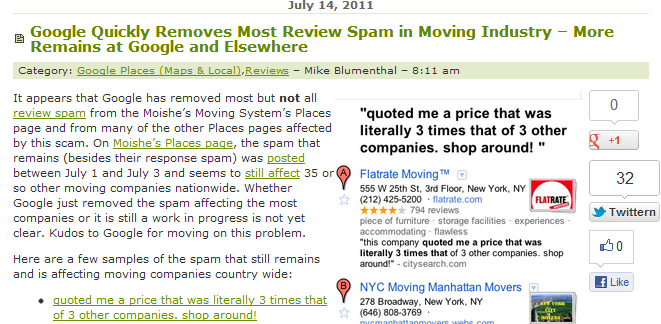 July 14, 2011
Google Quickly Removes Most Review Spam in Moving Industry – More
Remains at Google and Elsewhere
Category: Google Places (Maps & Local),Reviews – Mike Blumenthal – 8:11 am
It appears that Google has removed most but not all
review spam from the Moishe's Moving System's Places
page and from many of the other Places pages affected
by this scam. On Moishe's Places page, the spam that
remains (besides their response spam) was posted
between July 1 and July 3 and seems to still affect 35 or
so other moving companies nationwide. Whether
Google just removed the spam affecting the most
companies or it is still a work in progress is not yet
clear. Kudos to Google for moving on this problem.
Here are a few samples of the spam that still remains
and is affecting moving companies country wide:
• quoted me a price that was literally 3 times that
of 3 other companies. shop around!
"quoted me a price that was
literally 3 times that of 3 other
companies. shop around! "
A
Flatrate Moving™
555 W 25th St, 3rd Floor, New York, NY
(212) 425-5200 · flatrate.com
794 reviews
piece of furniture · storage facilities · experiences ·
accommodating · flawless
"this company quoted me a price that was
literally 3 times that of 3 other companies. shop
around!" - citysearch.com
FLATRATE
B
NYC Moving Manhattan Movers
278 Broadway, New York, NY
(646) 808-3769 ·
nycmanhattanmovers.webs.com
NEW YORK
CITY
MOVERS
0
g +1
32
Twittern
0
Like